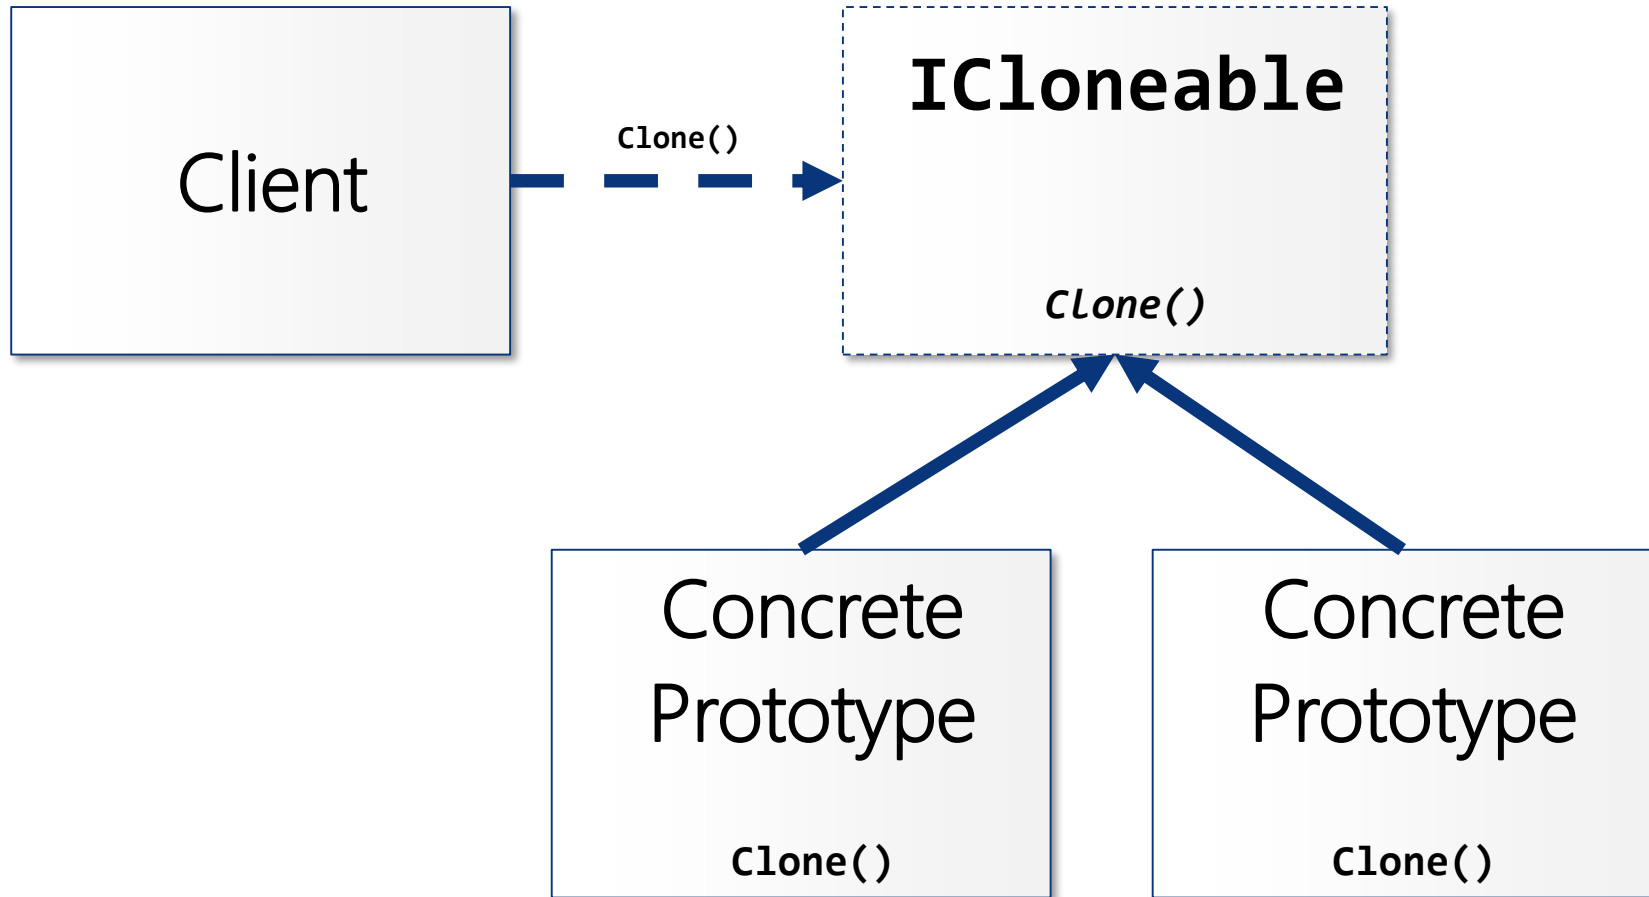 Client
Clone()
ICloneable
Clone()
Concrete
Prototype
Clone()
Concrete
Prototype
Clone()